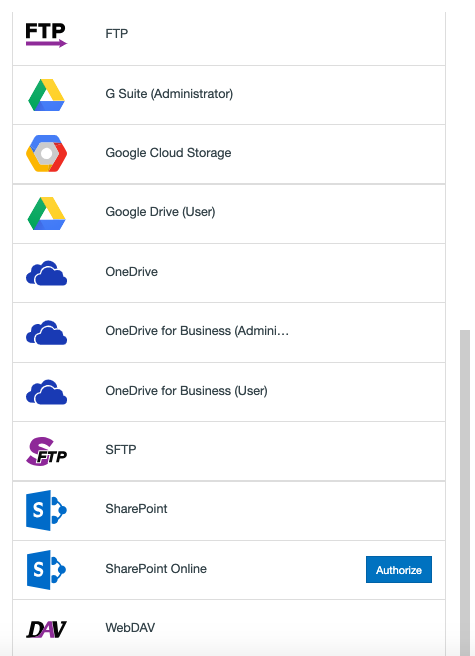 FTP FTP
G Suite (Administrator)
Google Cloud Storage
Google Drive (User)
OneDrive
OneDrive for Business (Admini…
OneDrive for Business (User)
SFTP SFTP
S SharePoint
S SharePoint Online Authorize
DAV WebDAV